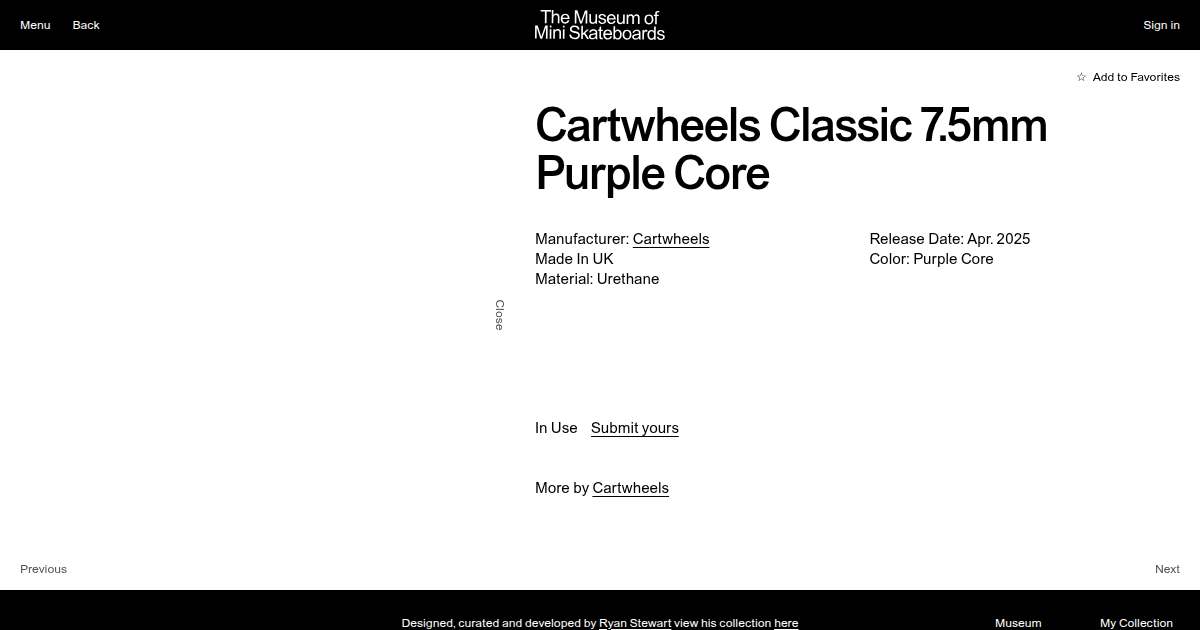 Menu
Back
The Museum of
Mini Skateboards
Sign in
☆ Add to Favorites
Cartwheels Classic 7.5mm
Purple Core
Manufacturer: Cartwheels
Made In UK
Material: Urethane
Release Date: Apr. 2025
Color: Purple Core
Close
In Use Submit yours
More by Cartwheels
Previous
Next
Designed, curated and developed by Ryan Stewart view his collection here
Museum
My Collection